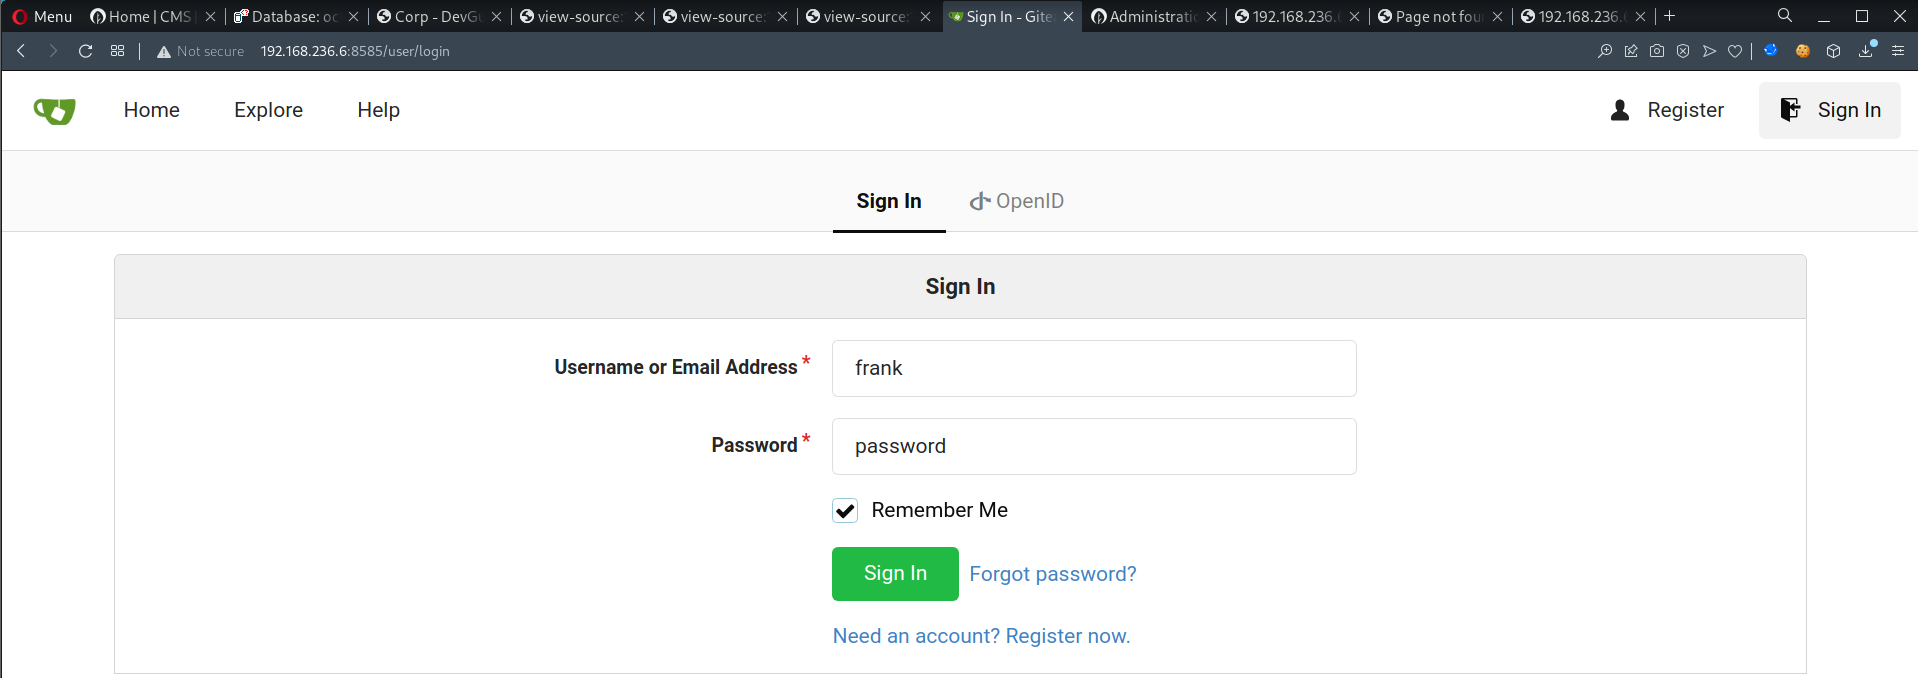 Menu Home | CMS Database: oc Corp - DevGu view-source: view-source: view-source: Sign In - Gite Administratio 192.168.236. Page not fou 192.168.236.
Not secure 192.168.236.6:8585/user/login
Home Explore Help Register Sign In
Sign In OpenID
Sign In
Username or Email Address * frank
Password * password
Remember Me
Sign In Forgot password?
Need an account? Register now.